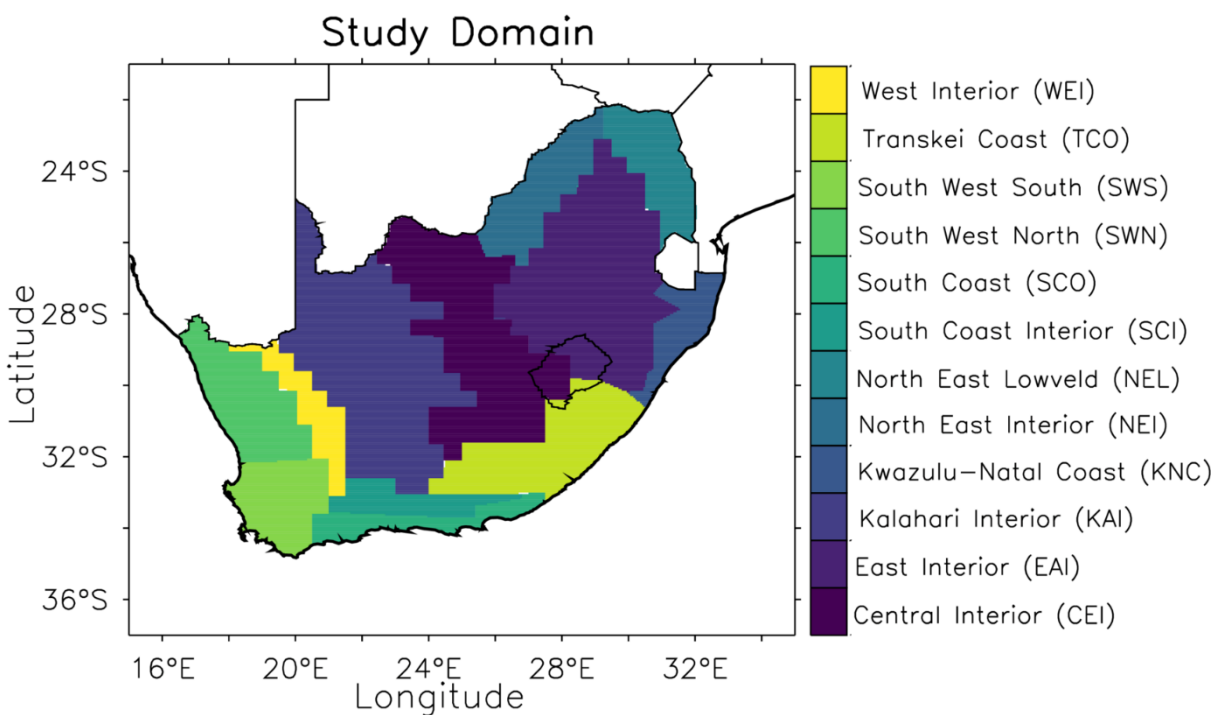 Study Domain
West Interior (WEI)
Transkei Coast (TCO)
South West South (SWS)
South West North (SWN)
South Coast (SCO)
South Coast Interior (SCI)
North East Lowveld (NEL)
North East Interior (NEI)
Kwazulu-Natal Coast (KNC)
Kalahari Interior (KAI)
East Interior (EAI)
Central Interior (CEI)
Latitude
24°S
28°S
32°S
36°S
16°E 20°E 24°E 28°E 32°E
Longitude